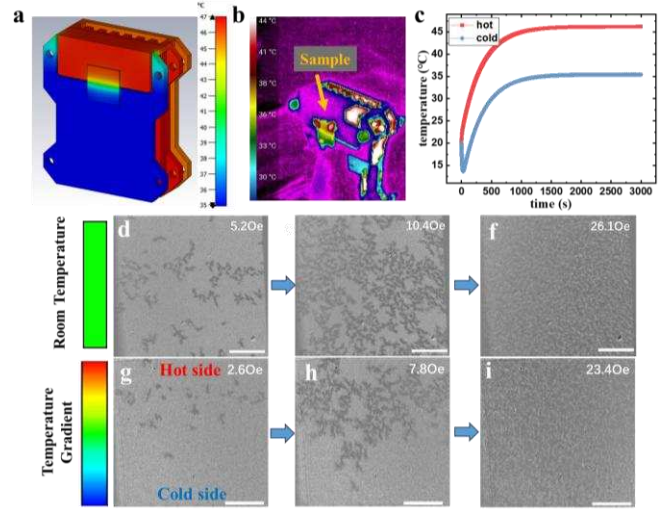 a
°C
47
46
45
44
43
42
41
40
39
38
37
36
35
b
44 °C
42 °C
39 °C
36 °C
33 °C
30 °C
Sample
c
hot
cold
temperature (°C)
45
40
35
30
25
20
15
0 500 1000 1500 2000 2500 3000
time (s)
Room Temperature
d
5.2Oe
10.4Oe
f
26.1Oe
Temperature
Gradient
g
Hot side
2.6Oe
Cold side
h
7.8Oe
i
23.4Oe